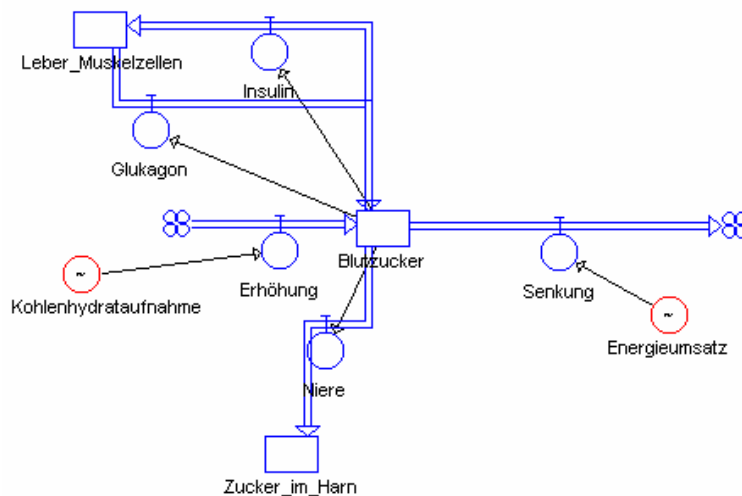 Leber_Muskelzellen
Insulin
Glukagon
Blutzucker
Erhöhung
Kohlenhydrataufnahme
Senkung
Energieumsatz
Niere
Zucker_im_Harn